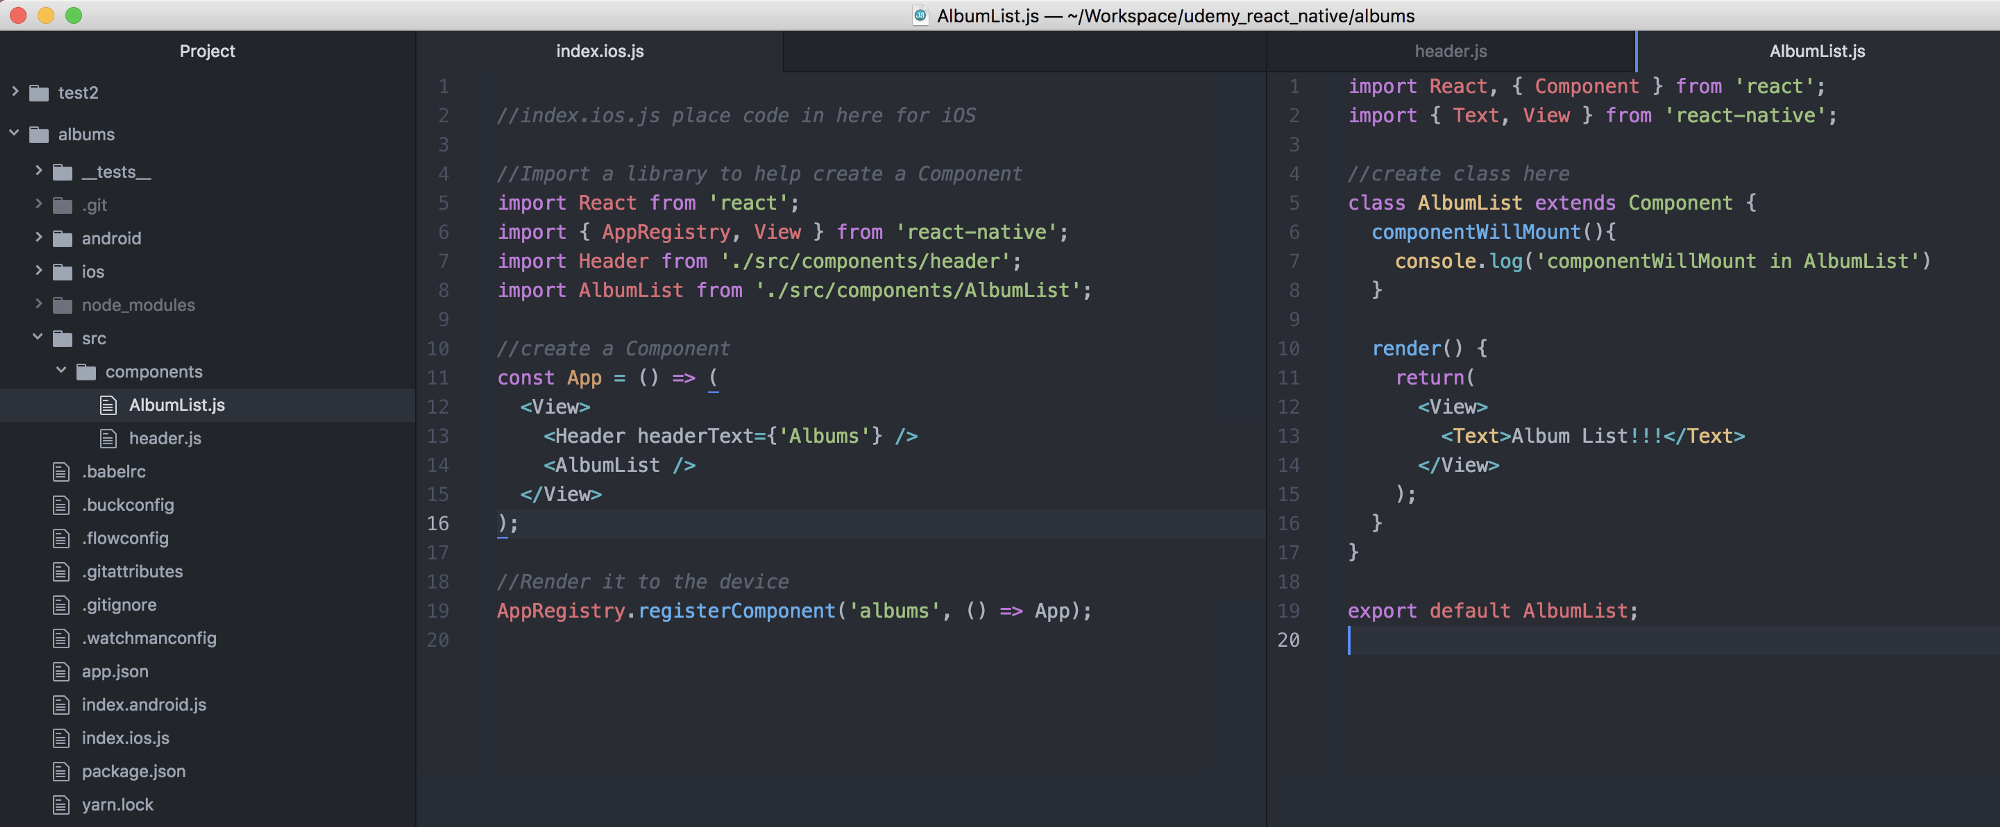 AlbumList.js — ~/Workspace/udemy_react_native/albums
Project
test2
albums
__tests__
.git
android
ios
node_modules
src
components
AlbumList.js
header.js
.babelrc
.buckconfig
.flowconfig
.gitattributes
.gitignore
.watchmanconfig
app.json
index.android.js
index.ios.js
package.json
yarn.lock
index.ios.js
1
2 //index.ios.js place code in here for iOS
3
4 //Import a library to help create a Component
5 import React from 'react';
6 import { AppRegistry, View } from 'react-native';
7 import Header from './src/components/header';
8 import AlbumList from './src/components/AlbumList';
9
10 //create a Component
11 const App = () => (
12   <View>
13     <Header headerText={'Albums'} />
14     <AlbumList />
15   </View>
16 );
17
18 //Render it to the device
19 AppRegistry.registerComponent('albums', () => App);
20
header.js
AlbumList.js
1 import React, { Component } from 'react';
2 import { Text, View } from 'react-native';
3
4 //create class here
5 class AlbumList extends Component {
6   componentWillMount(){
7     console.log('componentWillMount in AlbumList')
8   }
9
10   render() {
11     return(
12       <View>
13         <Text>Album List!!!</Text>
14       </View>
15     );
16   }
17 }
18
19 export default AlbumList;
20